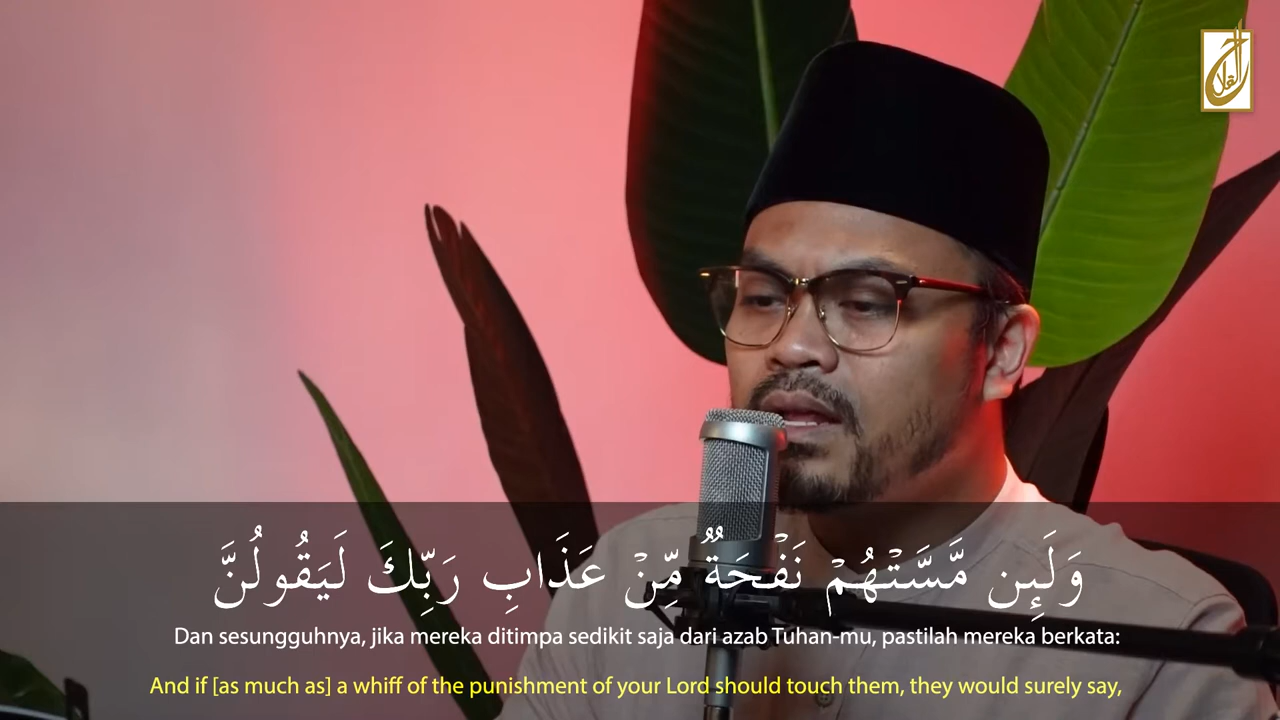 وَلَئِن مَّسَّتْهُمْ نَفْحَةٌ مِّنْ عَذَابِ رَبِّكَ لَيَقُولُنَّ
Dan sesungguhnya, jika mereka ditimpa sedikit saja dari azab Tuhan-mu, pastilah mereka berkata:
And if [as much as] a whiff of the punishment of your Lord should touch them, they would surely say,